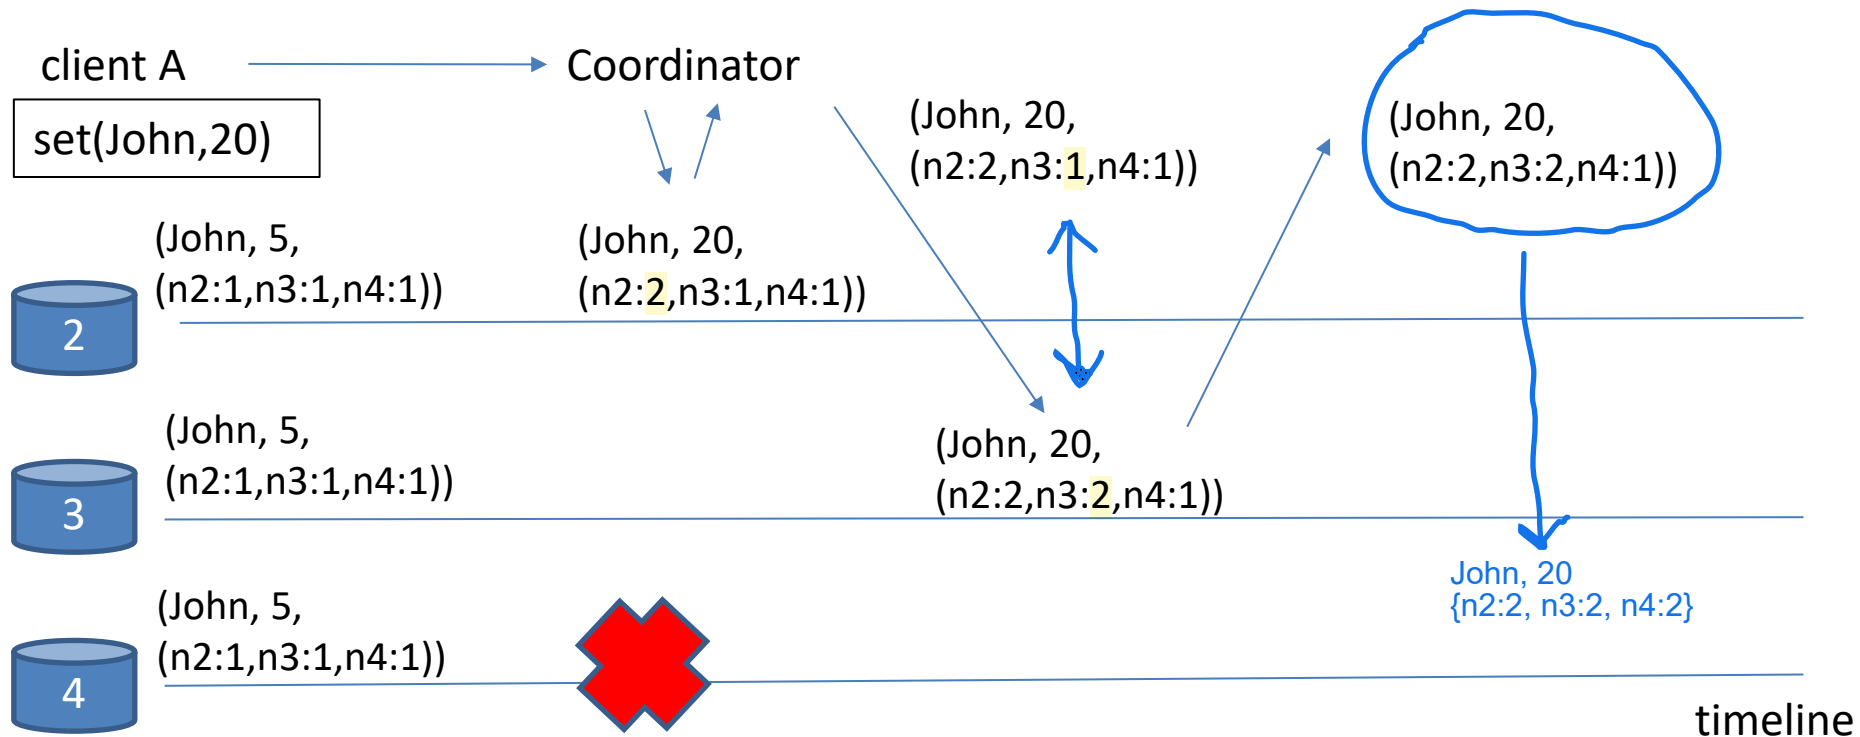 client A
Coordinator
set(John,20)
(John, 20,
(n2:2,n3:1,n4:1))
(John, 20,
(n2:2,n3:2,n4:1))
(John, 5,
(n2:1,n3:1,n4:1))
(John, 20,
(n2:2,n3:1,n4:1))
2
(John, 5,
(n2:1,n3:1,n4:1))
(John, 20,
(n2:2,n3:2,n4:1))
3
John, 20
{n2:2, n3:2, n4:2}
(John, 5,
(n2:1,n3:1,n4:1))
4
timeline